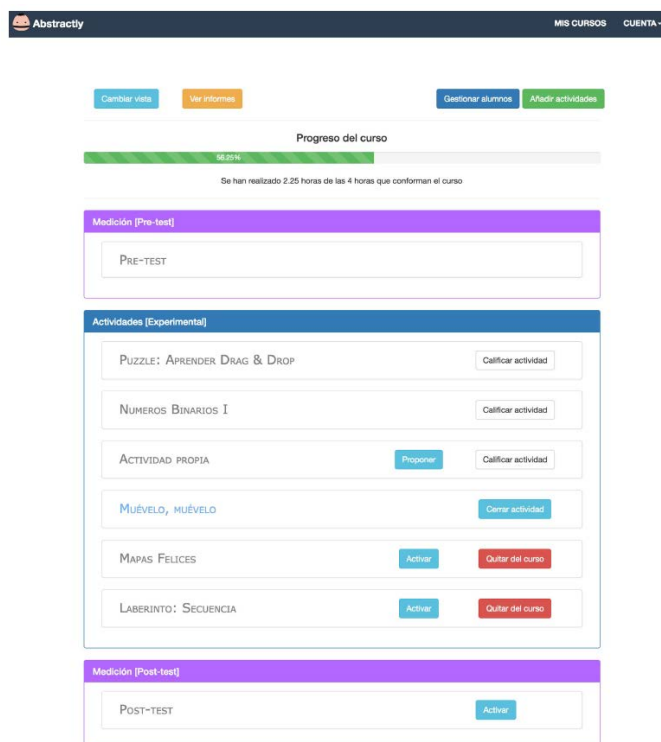 Abstractly MIS CURSOS CUENTA
Cambiar vista Ver informes Gestionar alumnos Añadir actividades
Progreso del curso
56.25%
Se han realizado 2.25 horas de las 4 horas que conforman el curso
Medición [Pre-test]
PRE-TEST
Actividades [Experimental]
PUZZLE: APRENDER DRAG & DROP Calificar actividad
NUMEROS BINARIOS I Calificar actividad
ACTIVIDAD PROPIA Proponer Calificar actividad
MUÉVELO, MUÉVELO Cerrar actividad
MAPAS FELICES Activar Quitar del curso
LABERINTO: SECUENCIA Activar Quitar del curso
Medición [Post-test]
POST-TEST Activar